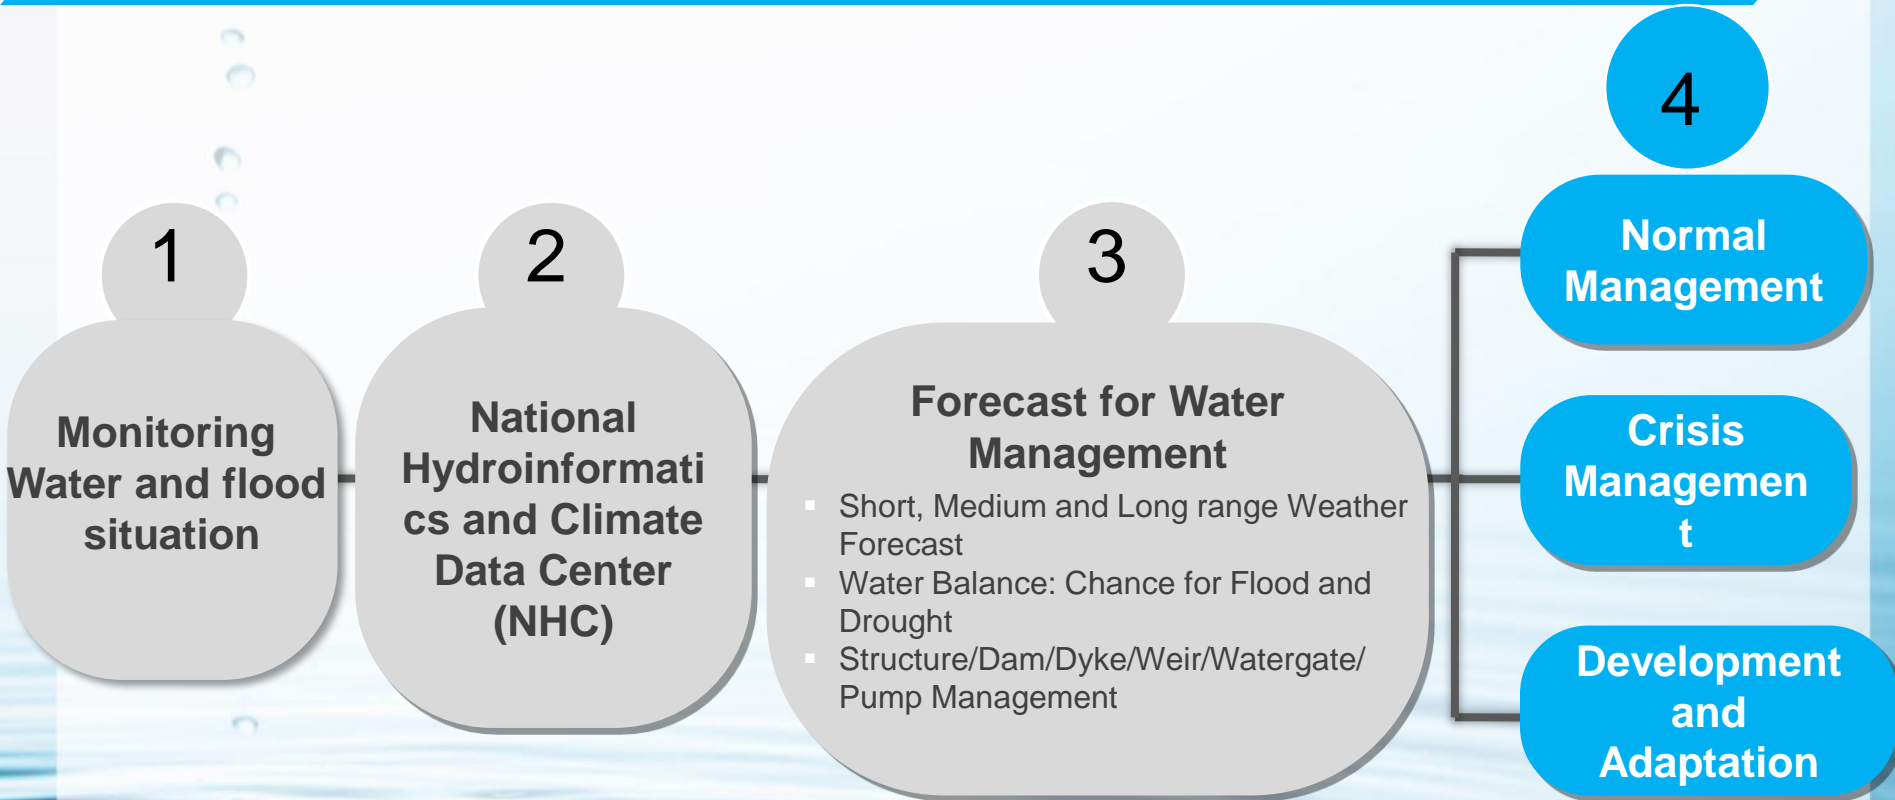 1
Monitoring
Water and flood
situation
2
National
Hydroinformati
cs and Climate
Data Center
(NHC)
3
Forecast for Water
Management
▪ Short, Medium and Long range Weather
Forecast
▪ Water Balance: Chance for Flood and
Drought
▪ Structure/Dam/Dyke/Weir/Watergate/
Pump Management
4
Normal
Management
Crisis
Managemen
t
Development
and
Adaptation